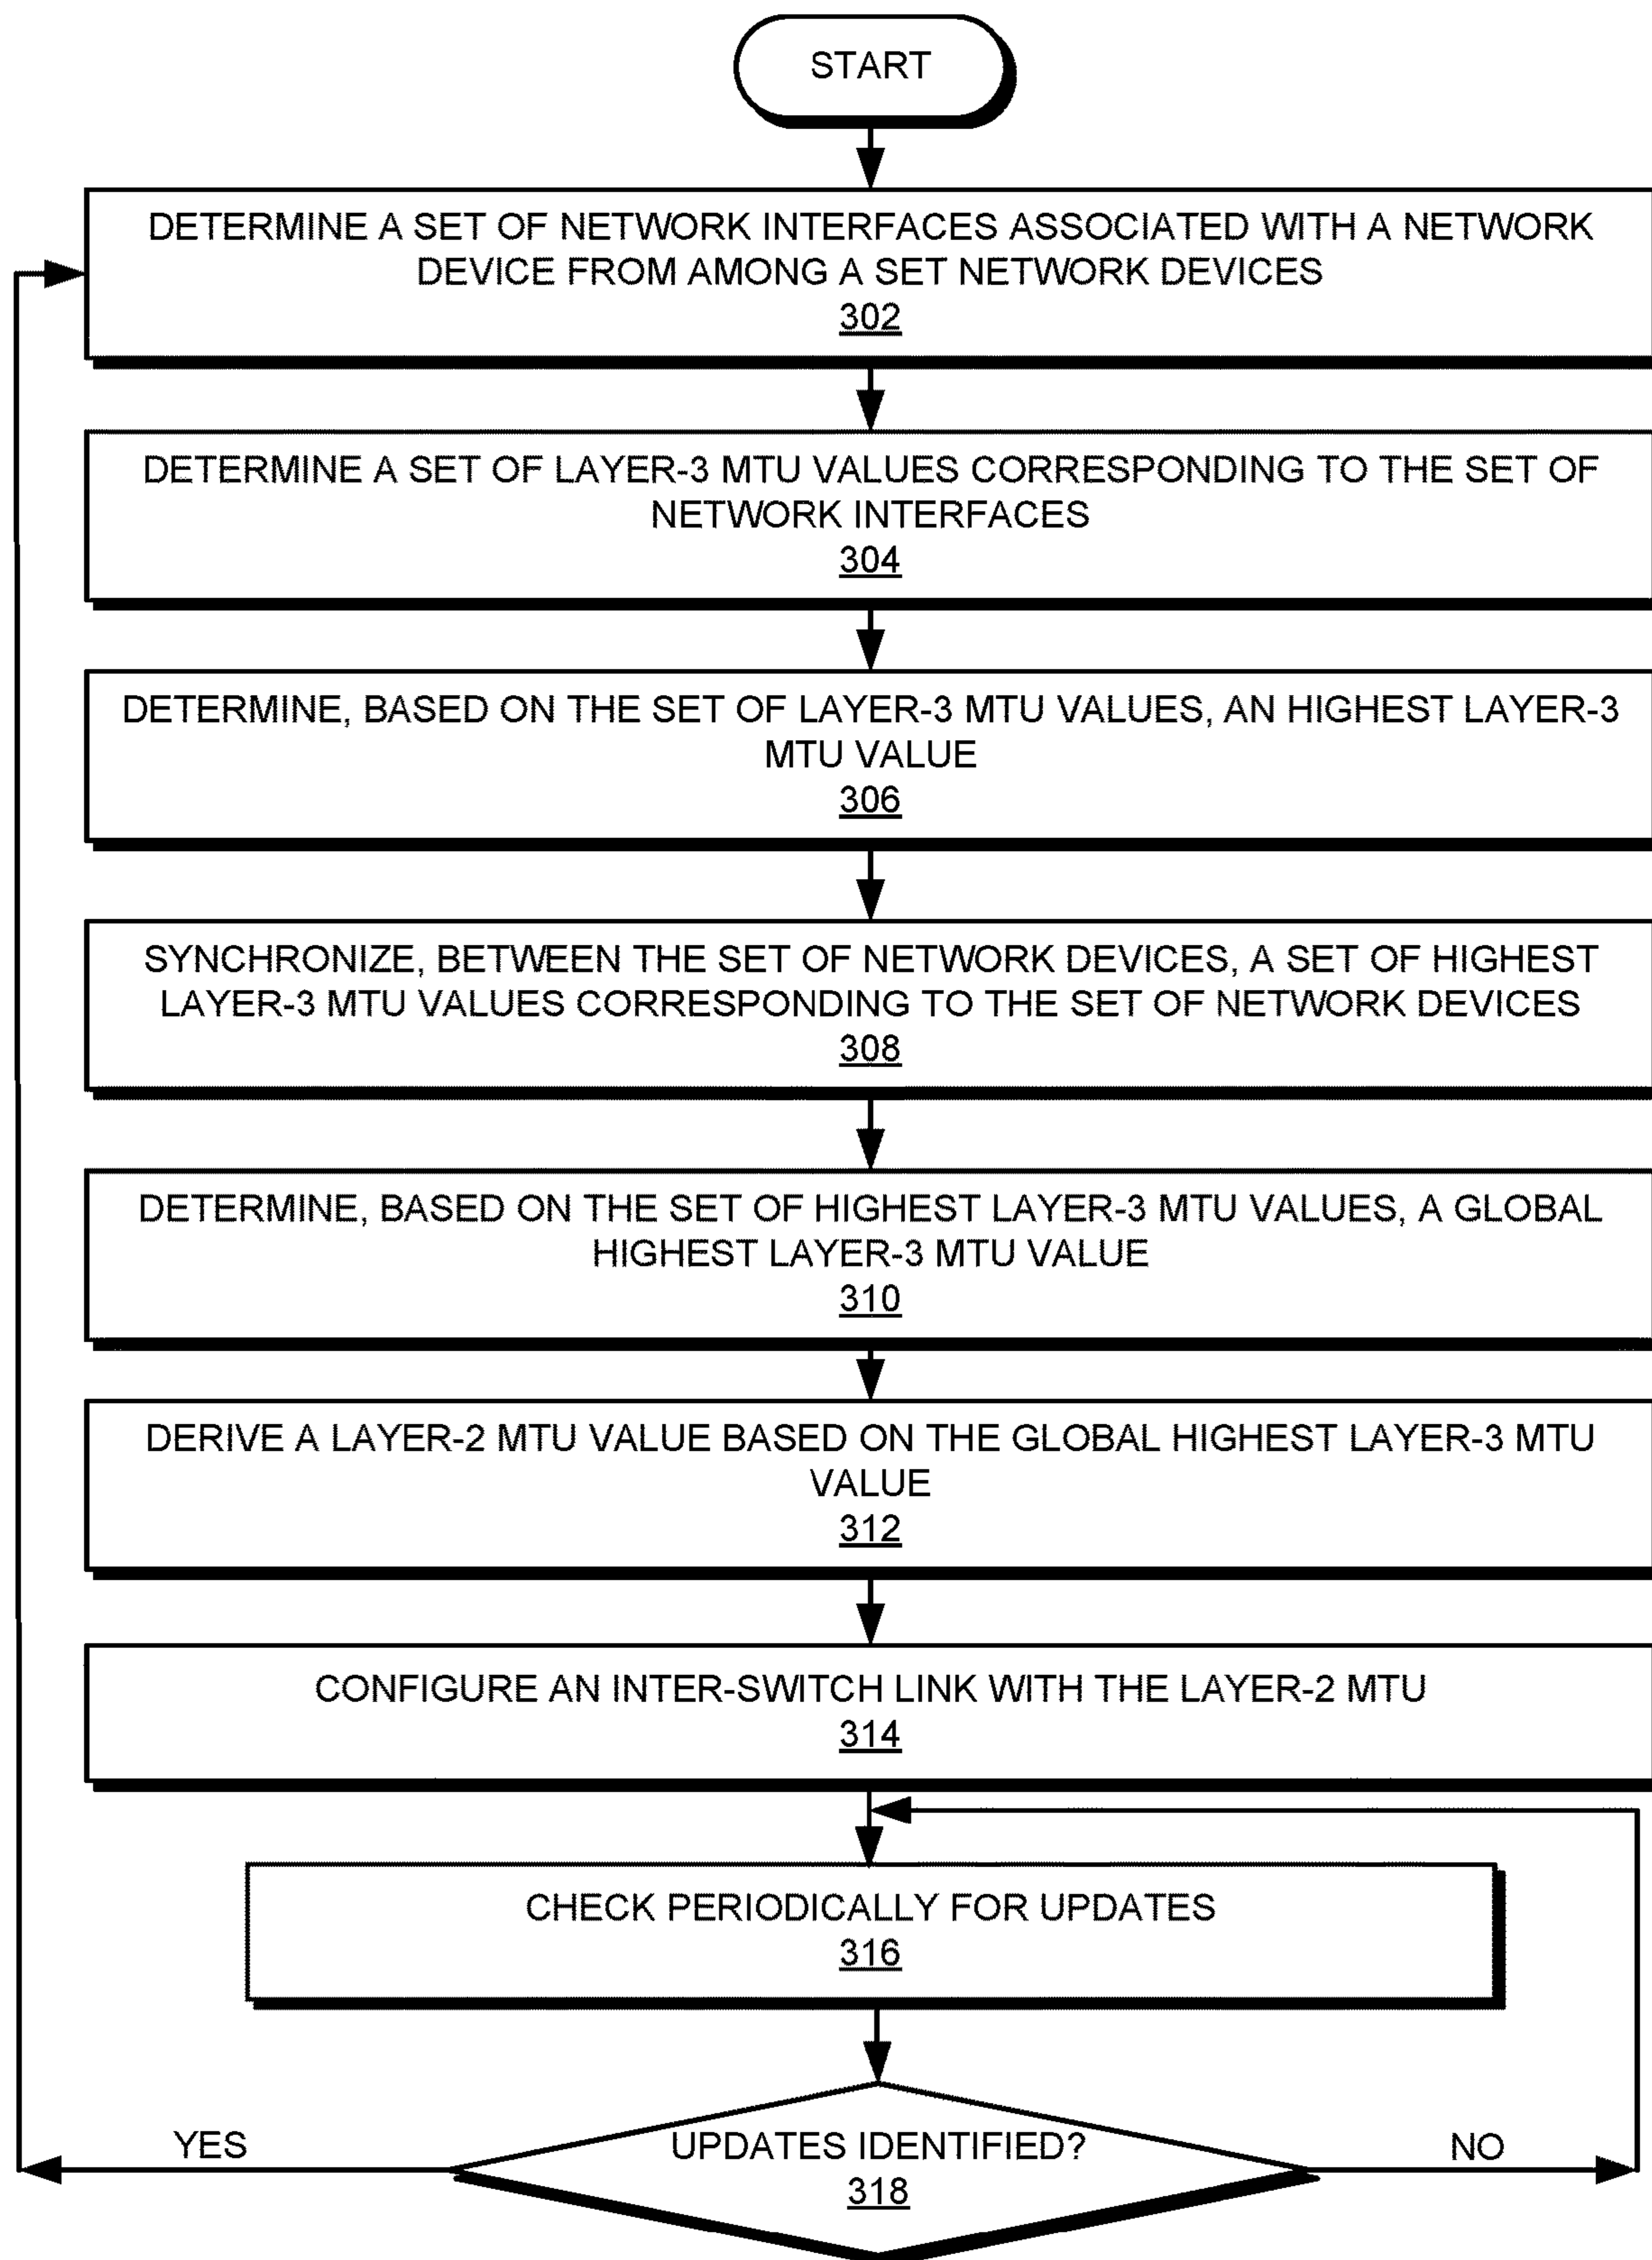 START
DETERMINE A SET OF NETWORK INTERFACES ASSOCIATED WITH A NETWORK
DEVICE FROM AMONG A SET NETWORK DEVICES
302
DETERMINE A SET OF LAYER-3 MTU VALUES CORRESPONDING TO THE SET OF
NETWORK INTERFACES
304
DETERMINE, BASED ON THE SET OF LAYER-3 MTU VALUES, AN HIGHEST LAYER-3
MTU VALUE
306
SYNCHRONIZE, BETWEEN THE SET OF NETWORK DEVICES, A SET OF HIGHEST
LAYER-3 MTU VALUES CORRESPONDING TO THE SET OF NETWORK DEVICES
308
DETERMINE, BASED ON THE SET OF HIGHEST LAYER-3 MTU VALUES, A GLOBAL
HIGHEST LAYER-3 MTU VALUE
310
DERIVE A LAYER-2 MTU VALUE BASED ON THE GLOBAL HIGHEST LAYER-3 MTU
VALUE
312
CONFIGURE AN INTER-SWITCH LINK WITH THE LAYER-2 MTU
314
CHECK PERIODICALLY FOR UPDATES
316
YES
UPDATES IDENTIFIED?
NO
318